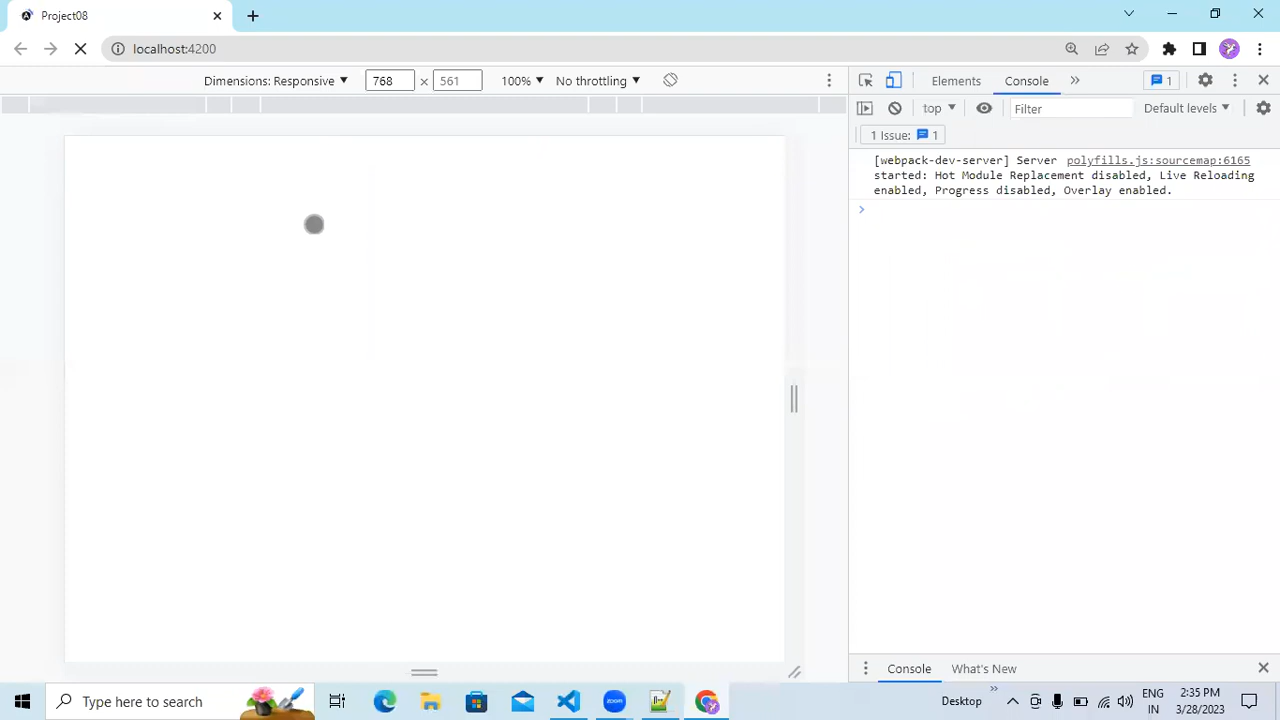 Project08
localhost:4200
Dimensions: Responsive 768 × 561 100% No throttling
Elements Console » 1
top Filter Default levels
1 Issue: 1
[webpack-dev-server] Server polyfills.js:sourcemap:6165
started: Hot Module Replacement disabled, Live Reloading
enabled, Progress disabled, Overlay enabled.
Console What's New
Type here to search
zoom
Desktop »
ENG
IN
2:35 PM
3/28/2023